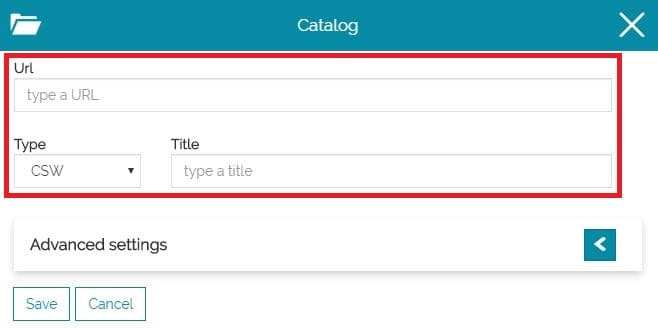 Catalog
Url
type a URL
Type Title
CSW type a title
Advanced settings
Save Cancel